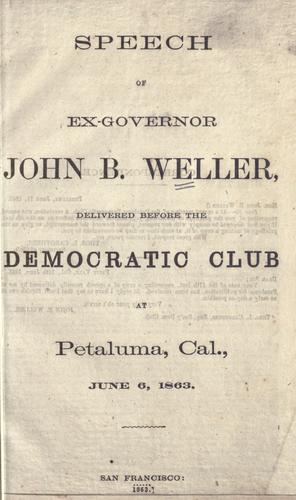 SPEECH
OF
EX-GOVERNOR
JOHN B. WELLER,
DELIVERED BEFORE THE
DEMOCRATIC CLUB
AT
Petaluma, Cal.,
JUNE 6, 1863.
SAN FRANCISCO:
1863.